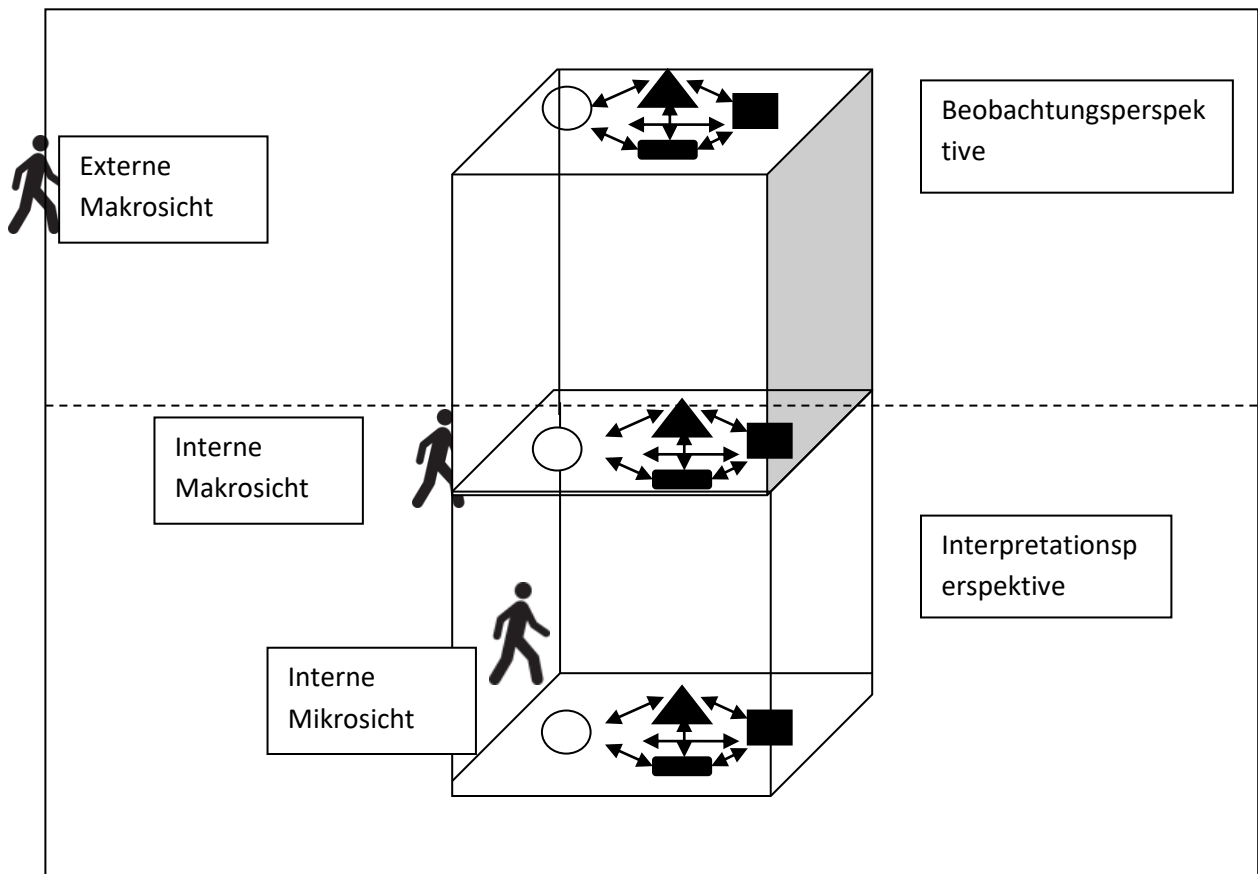 Externe
Makrosicht
Beobachtungsperspek
tive
Interne
Makrosicht
Interpretationsp
erspektive
Interne
Mikrosicht